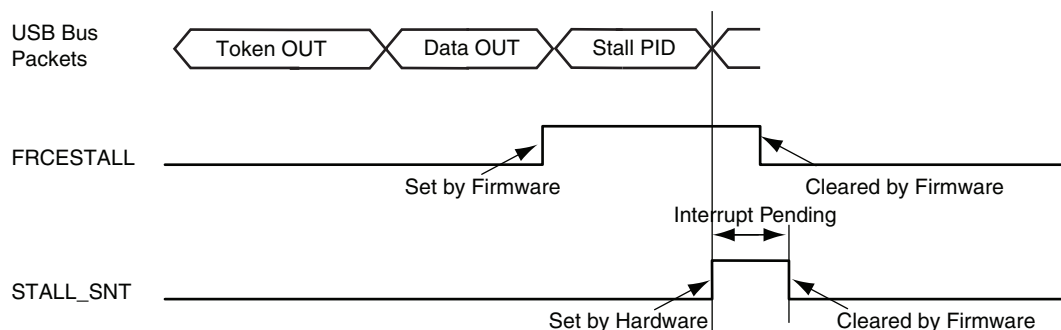 USB Bus
Packets
Token OUT
Data OUT
Stall PID
FRCESTALL
Set by Firmware
Cleared by Firmware
Interrupt Pending
STALL_SNT
Set by Hardware
Cleared by Firmware